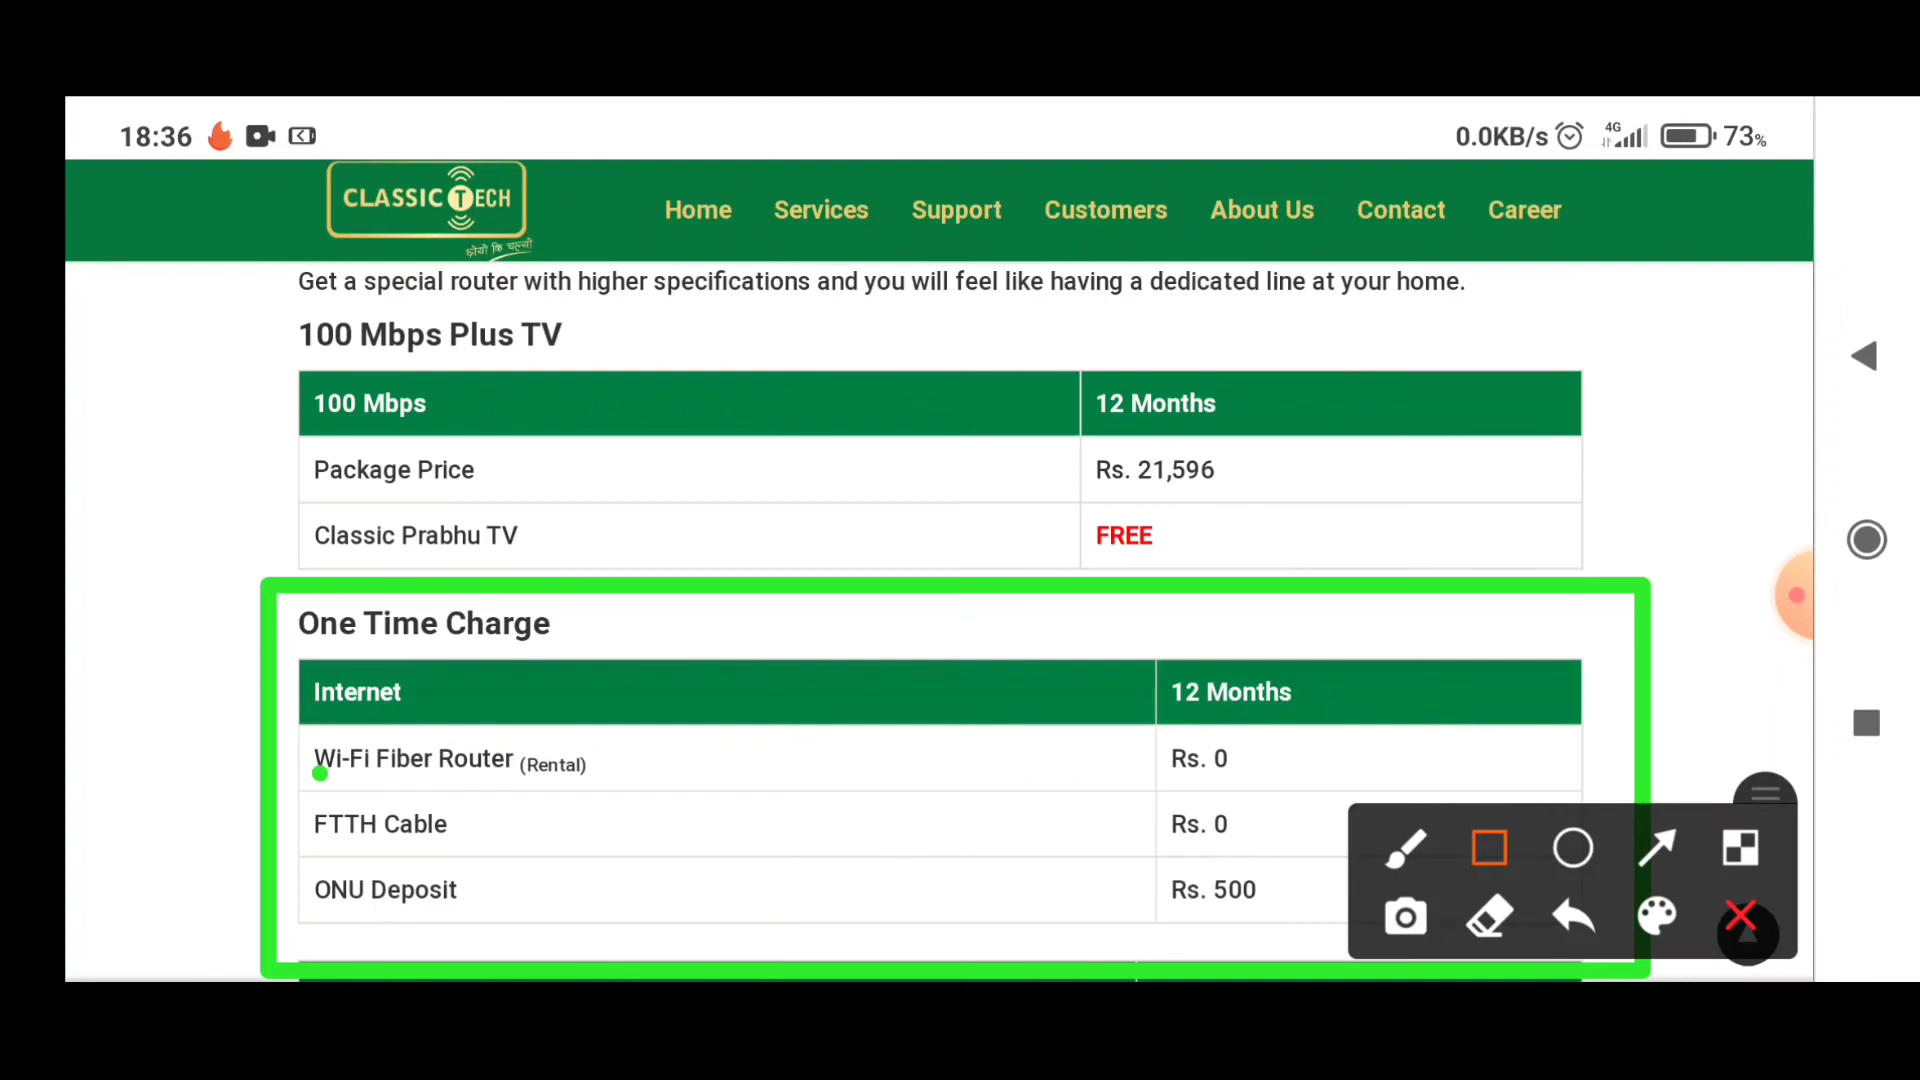 18:36
0.0KB/s 4G 73%
CLASSIC TECH
छोयो कि चल्यो
Home Services Support Customers About Us Contact Career
Get a special router with higher specifications and you will feel like having a dedicated line at your home.
100 Mbps Plus TV
100 Mbps 12 Months
Package Price Rs. 21,596
Classic Prabhu TV FREE
One Time Charge
Internet 12 Months
Wi-Fi Fiber Router (Rental) Rs. 0
FTTH Cable Rs. 0
ONU Deposit Rs. 500